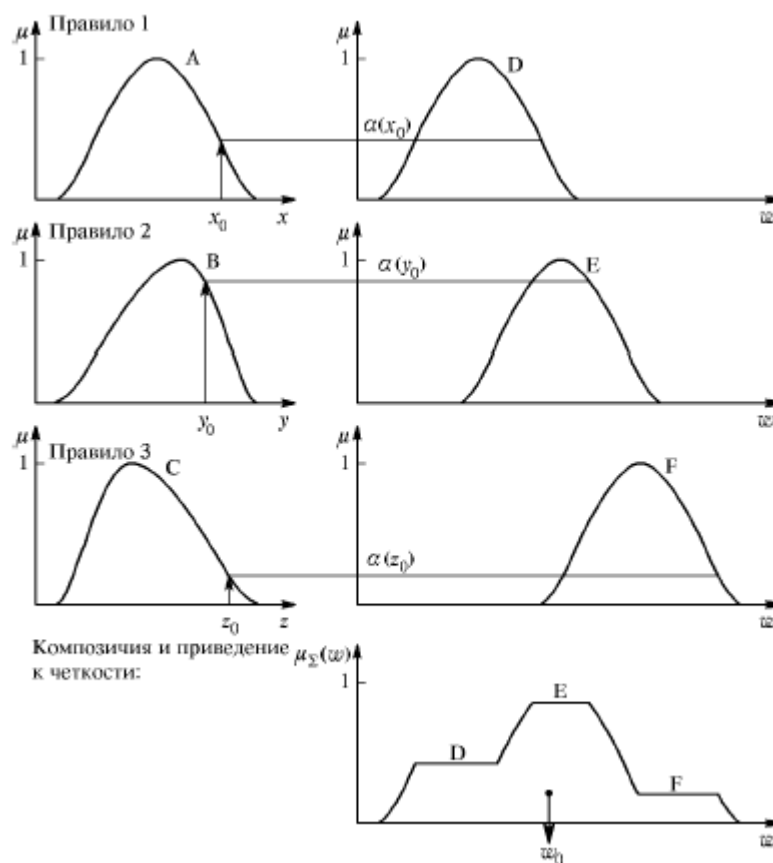 μ Правило 1
1 A
x₀ x
μ
1 D
α(x₀)
w
μ Правило 2
1 B
y₀ y
μ
1 E
α(y₀)
w
μ Правило 3
1 C
z₀ z
μ
1 F
α(z₀)
w
Композичия и приведение
к четкости:
μ_Σ(w)
1
E
D
F
w₀ w